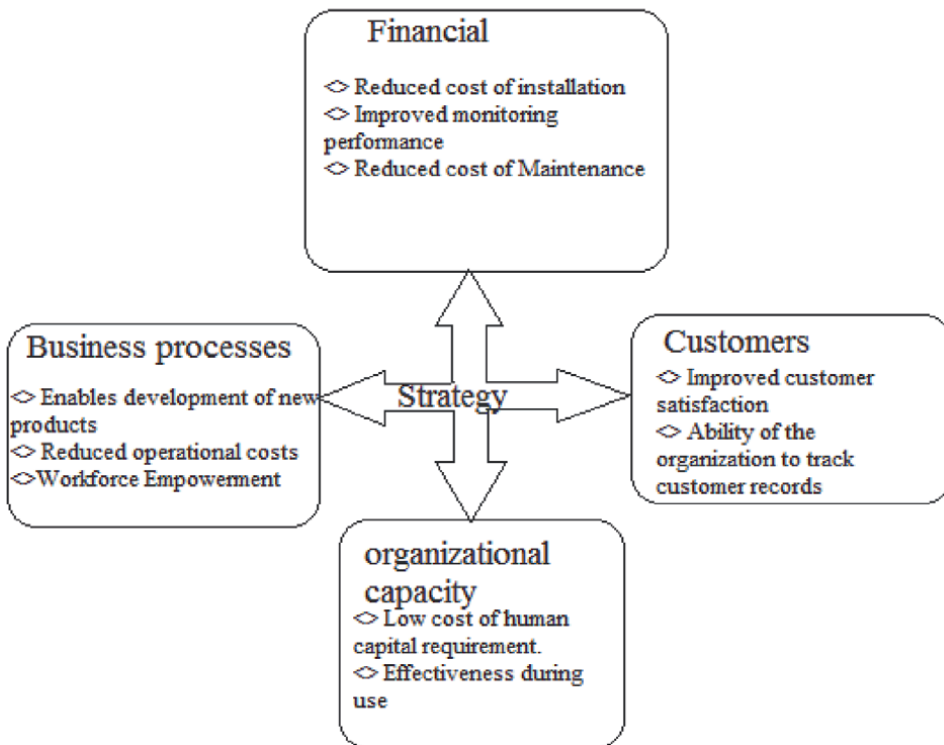 Financial
<> Reduced cost of installation
<> Improved monitoring
performance
<> Reduced cost of Maintenance
Business processes
<> Enables development of new
products
<> Reduced operational costs
<>Workforce Empowerment
Strategy
Customers
<> Improved customer
satisfaction
<> Ability of the
organization to track
customer records
organizational
capacity
<> Low cost of human
capital requirement.
<> Effectiveness during
use